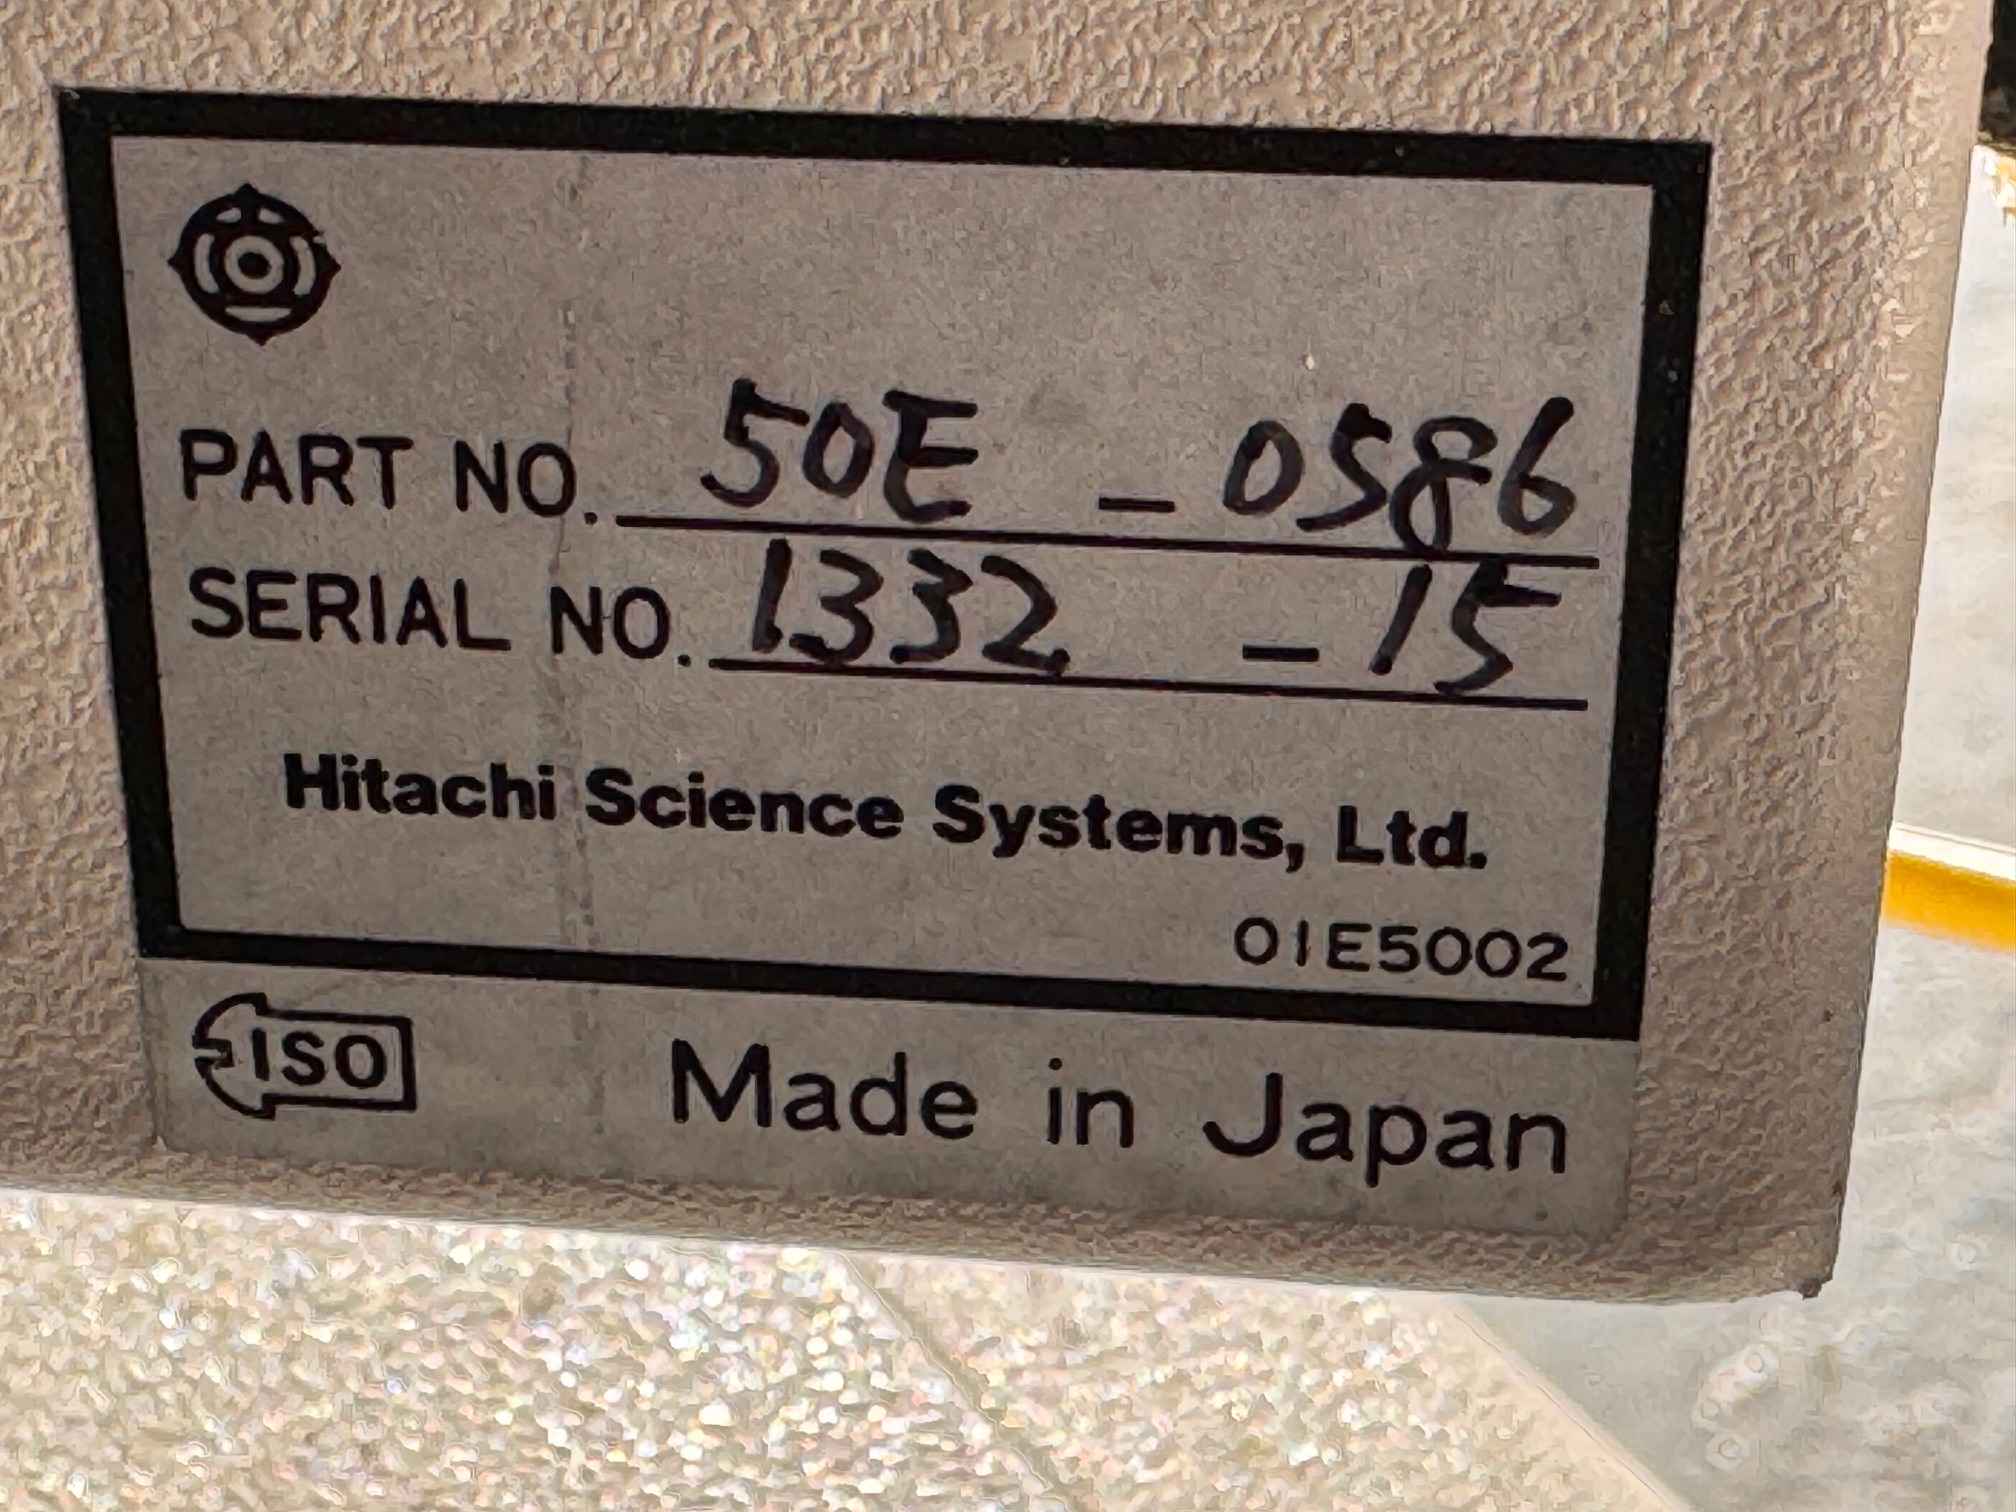 PART NO. 50E - 0586
SERIAL NO. 1332 - 15
Hitachi Science Systems, Ltd.
01E5002
ISO Made in Japan